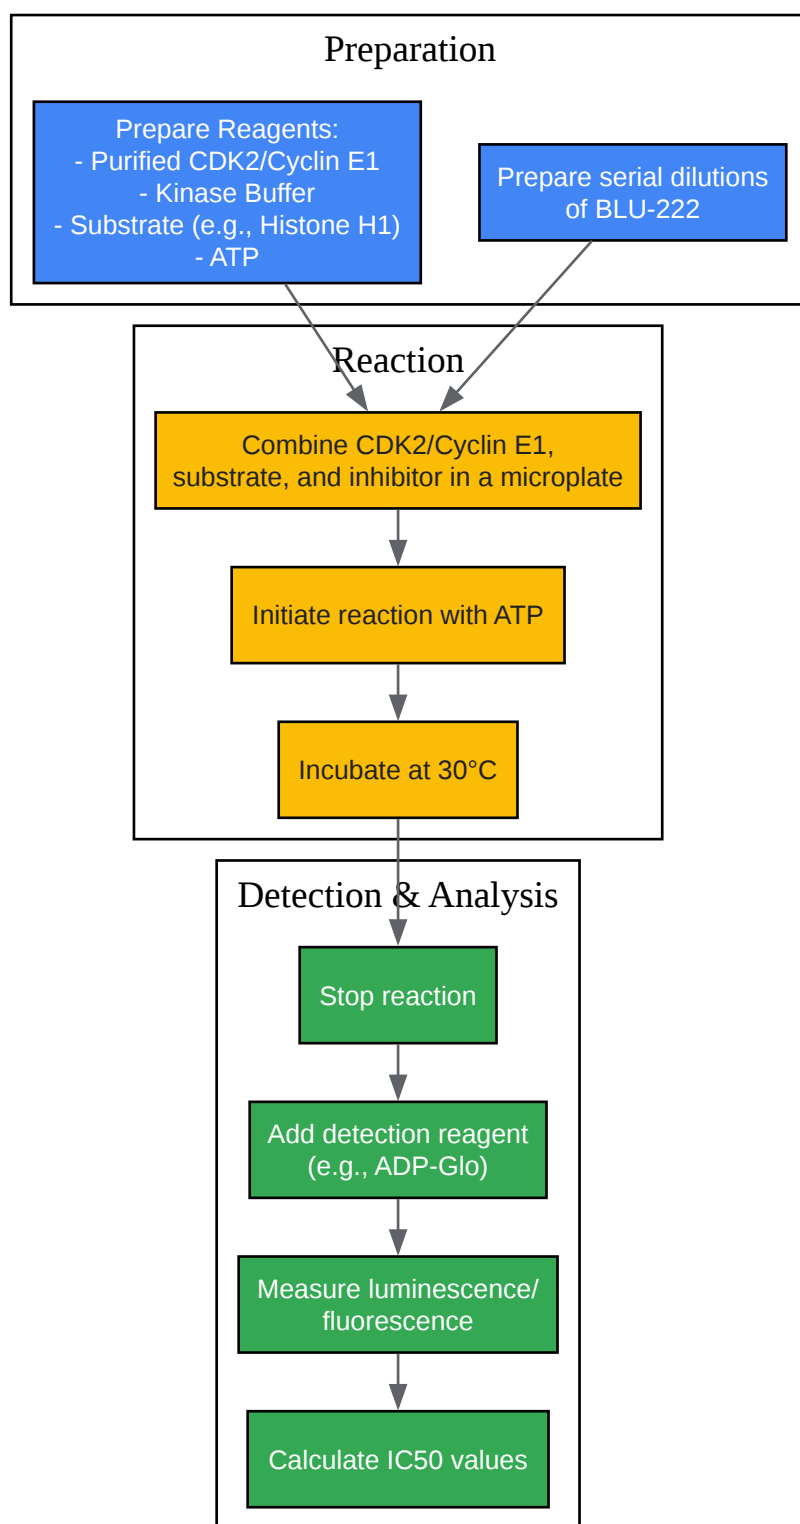 Preparation
Prepare Reagents:
- Purified CDK2/Cyclin E1
- Kinase Buffer
- Substrate (e.g., Histone H1)
- ATP
Prepare serial dilutions
of BLU-222
Reaction
Combine CDK2/Cyclin E1,
substrate, and inhibitor in a microplate
Initiate reaction with ATP
Incubate at 30°C
Detection & Analysis
Stop reaction
Add detection reagent
(e.g., ADP-Glo)
Measure luminescence/
fluorescence
Calculate IC50 values